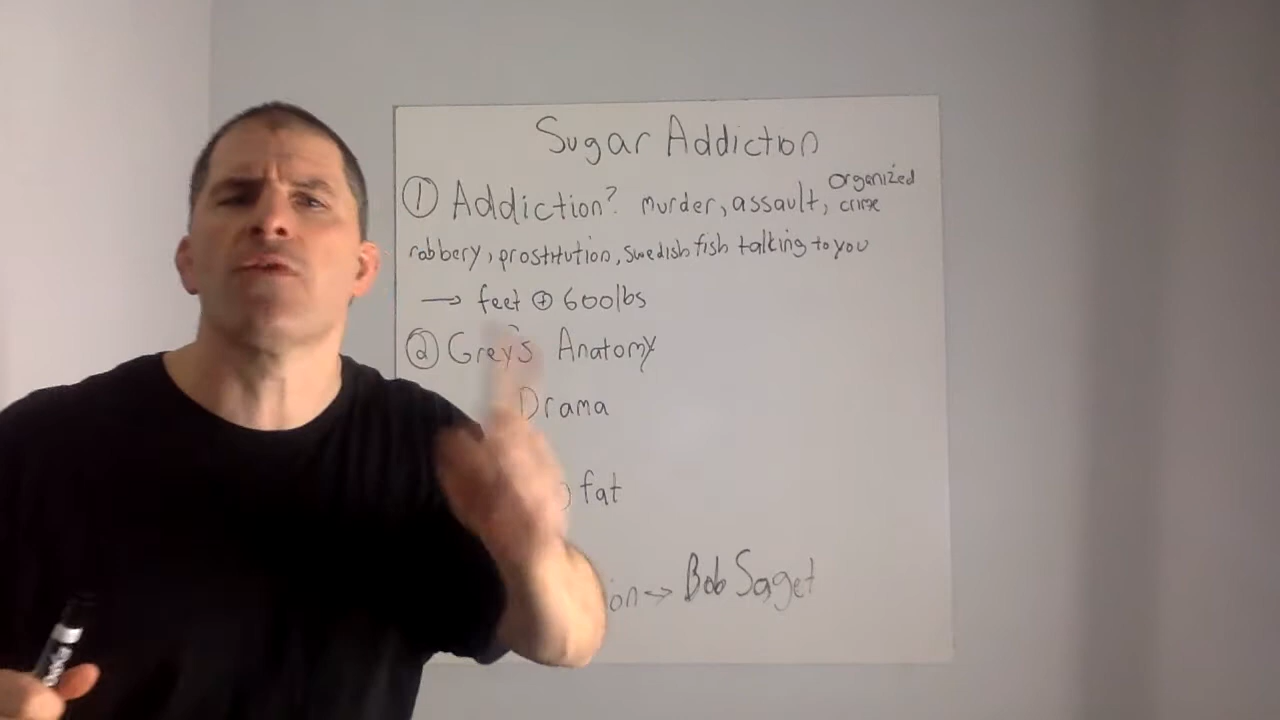 Sugar Addiction
① Addiction? murder, assault, organized crime
robbery, prostitution, swedish fish talking to you
→ feet ⊕ 600lbs
② Grey's Anatomy
Drama
fat
→ Bob Saget
EXPO